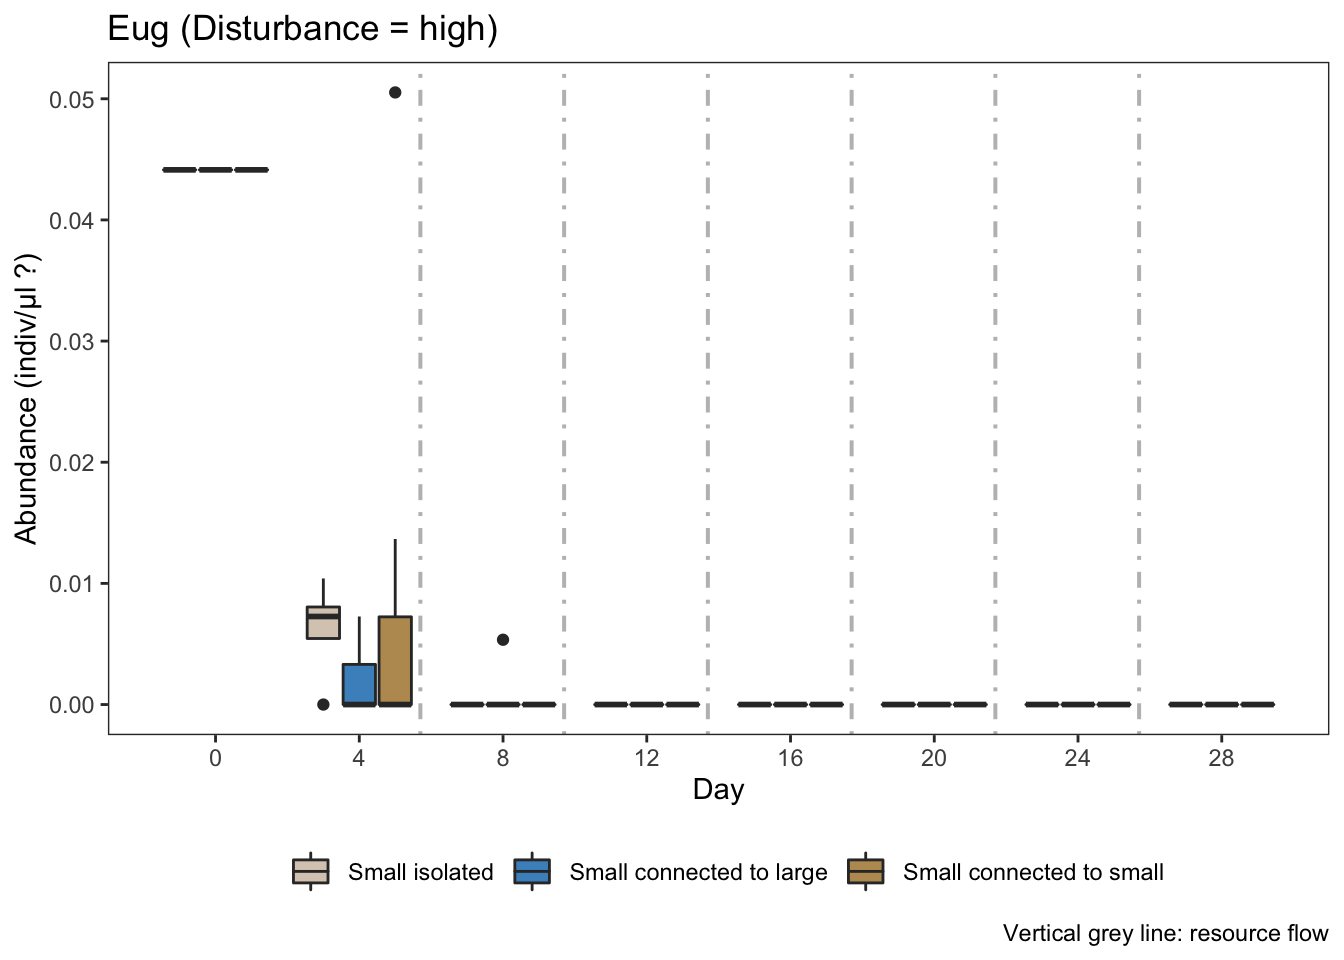 Eug (Disturbance = high)
Abundance (indiv/µl ?)
0.05
0.04
0.03
0.02
0.01
0.00
0 4 8 12 16 20 24 28
Day
Small isolated Small connected to large Small connected to small
Vertical grey line: resource flow